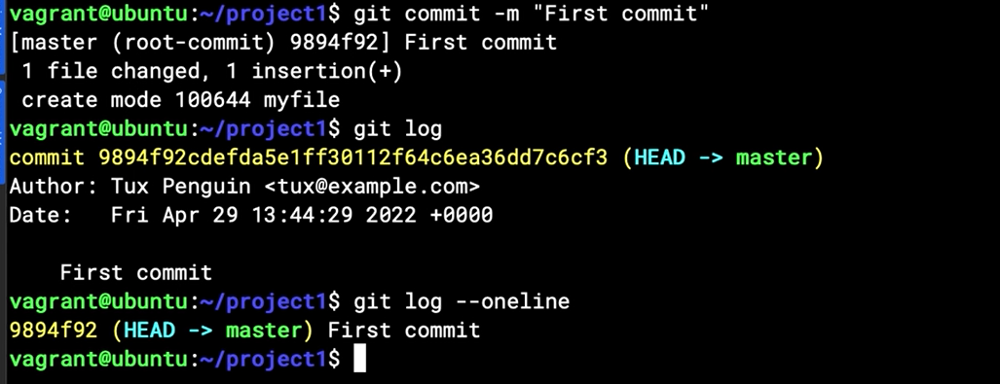 vagrant@ubuntu:~/project1$ git commit -m "First commit"
[master (root-commit) 9894f92] First commit
 1 file changed, 1 insertion(+)
 create mode 100644 myfile
vagrant@ubuntu:~/project1$ git log
commit 9894f92cdefda5e1ff30112f64c6ea36dd7c6cf3 (HEAD -> master)
Author: Tux Penguin <tux@example.com>
Date:   Fri Apr 29 13:44:29 2022 +0000

    First commit
vagrant@ubuntu:~/project1$ git log --oneline
9894f92 (HEAD -> master) First commit
vagrant@ubuntu:~/project1$